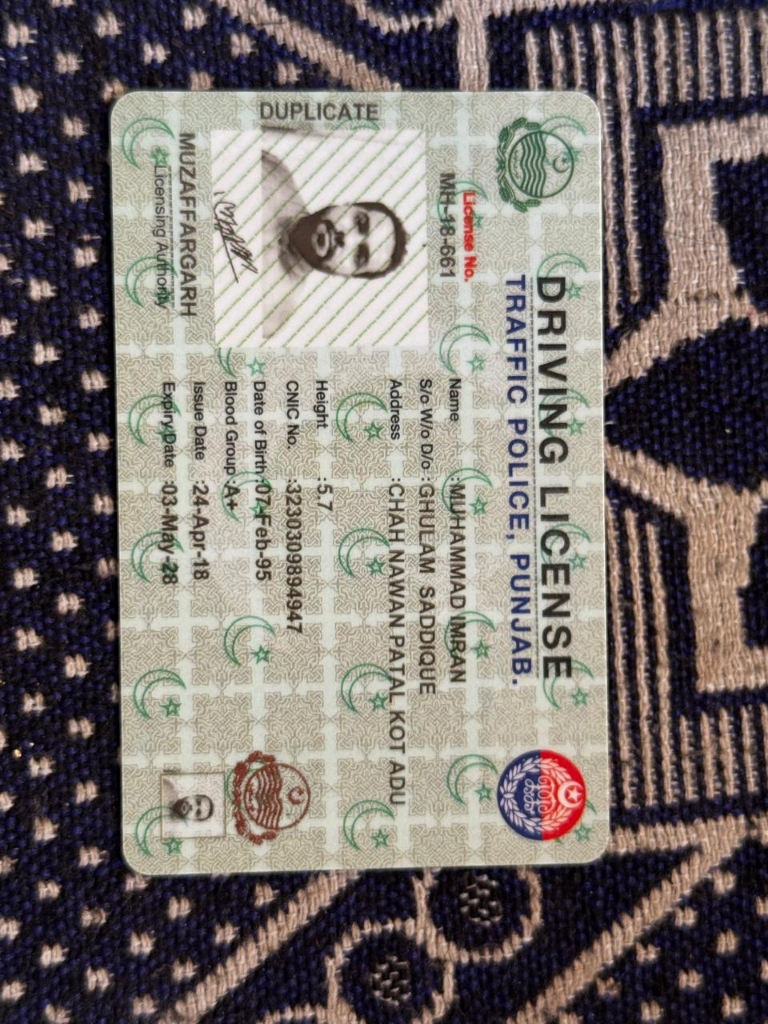 DRIVING LICENSE
TRAFFIC POLICE, PUNJAB.
License No.
MH-18-661
DUPLICATE
Name :MUHAMMAD IMRAN
S/o W/o D/o :GHULAM SADDIQUE
Address :CHAH NAWAN PATAL KOT ADU
Height :5.7
CNIC No. :3230309894947
Date of Birth :07-Feb-95
Blood Group :A+
Issue Date :24-Apr-18
Expiry Date :03-May-28
MUZAFFARGARH
Licensing Authority